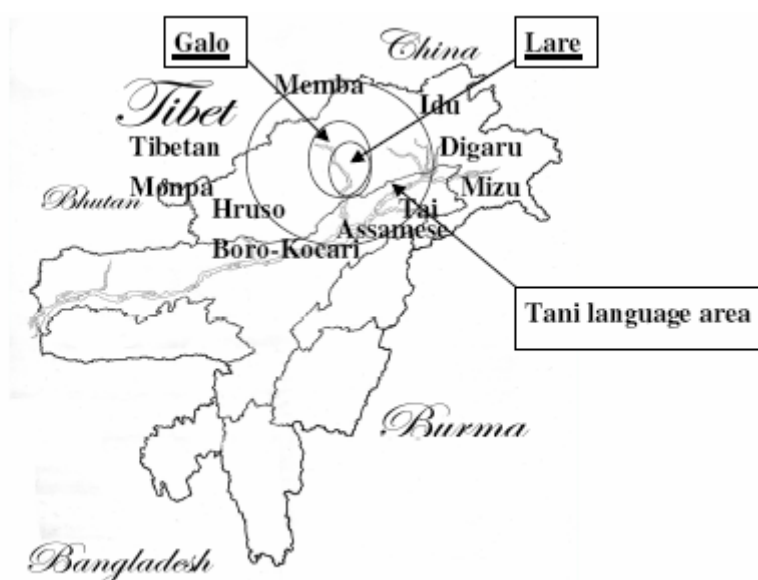 Galo
Lare
China
Memba
Tibet
Idu
Tibetan
Digaru
Monpa
Mizu
Bhutan
Hruso
Tai
Assamese
Boro-Kocari
Tani language area
Burma
Bangladesh